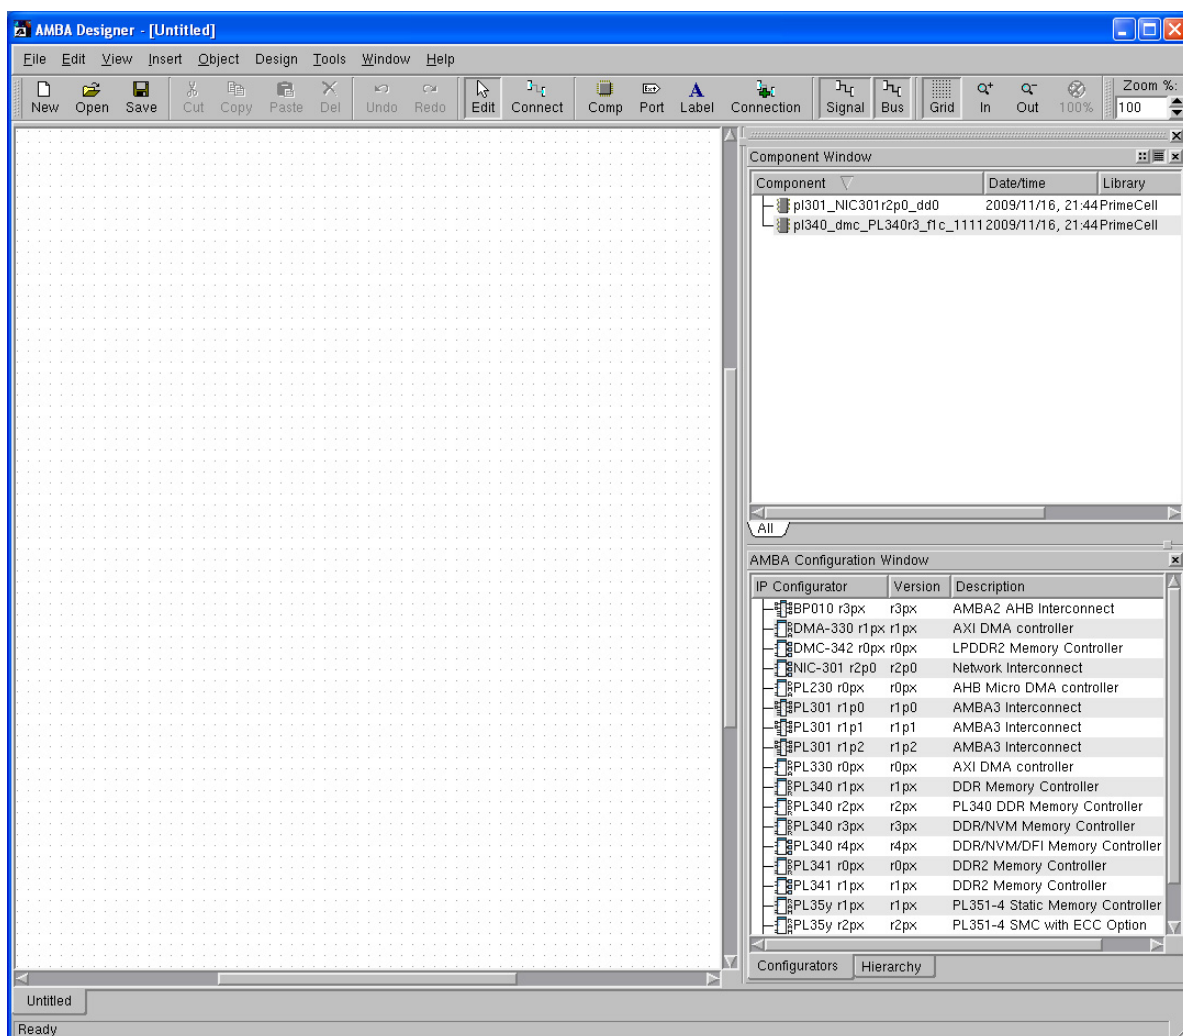 AMBA Designer - [Untitled]
File Edit View Insert Object Design Tools Window Help
New Open Save Cut Copy Paste Del Undo Redo Edit Connect Comp Port Label Connection Signal Bus Grid In Out 100% Zoom %: 100
Component Window
Component Date/time Library
pl301_NIC301r2p0_dd0 2009/11/16, 21:44 PrimeCell
pl340_dmc_PL340r3_f1c_1111 2009/11/16, 21:44 PrimeCell
All
AMBA Configuration Window
IP Configurator Version Description
BP010 r3px r3px AMBA2 AHB Interconnect
DMA-330 r1px r1px AXI DMA controller
DMC-342 r0px r0px LPDDR2 Memory Controller
NIC-301 r2p0 r2p0 Network Interconnect
PL230 r0px r0px AHB Micro DMA controller
PL301 r1p0 r1p0 AMBA3 Interconnect
PL301 r1p1 r1p1 AMBA3 Interconnect
PL301 r1p2 r1p2 AMBA3 Interconnect
PL330 r0px r0px AXI DMA controller
PL340 r1px r1px DDR Memory Controller
PL340 r2px r2px PL340 DDR Memory Controller
PL340 r3px r3px DDR/NVM Memory Controller
PL340 r4px r4px DDR/NVM/DFI Memory Controller
PL341 r0px r0px DDR2 Memory Controller
PL341 r1px r1px DDR2 Memory Controller
PL35y r1px r1px PL351-4 Static Memory Controller
PL35y r2px r2px PL351-4 SMC with ECC Option
Configurators Hierarchy
Untitled
Ready